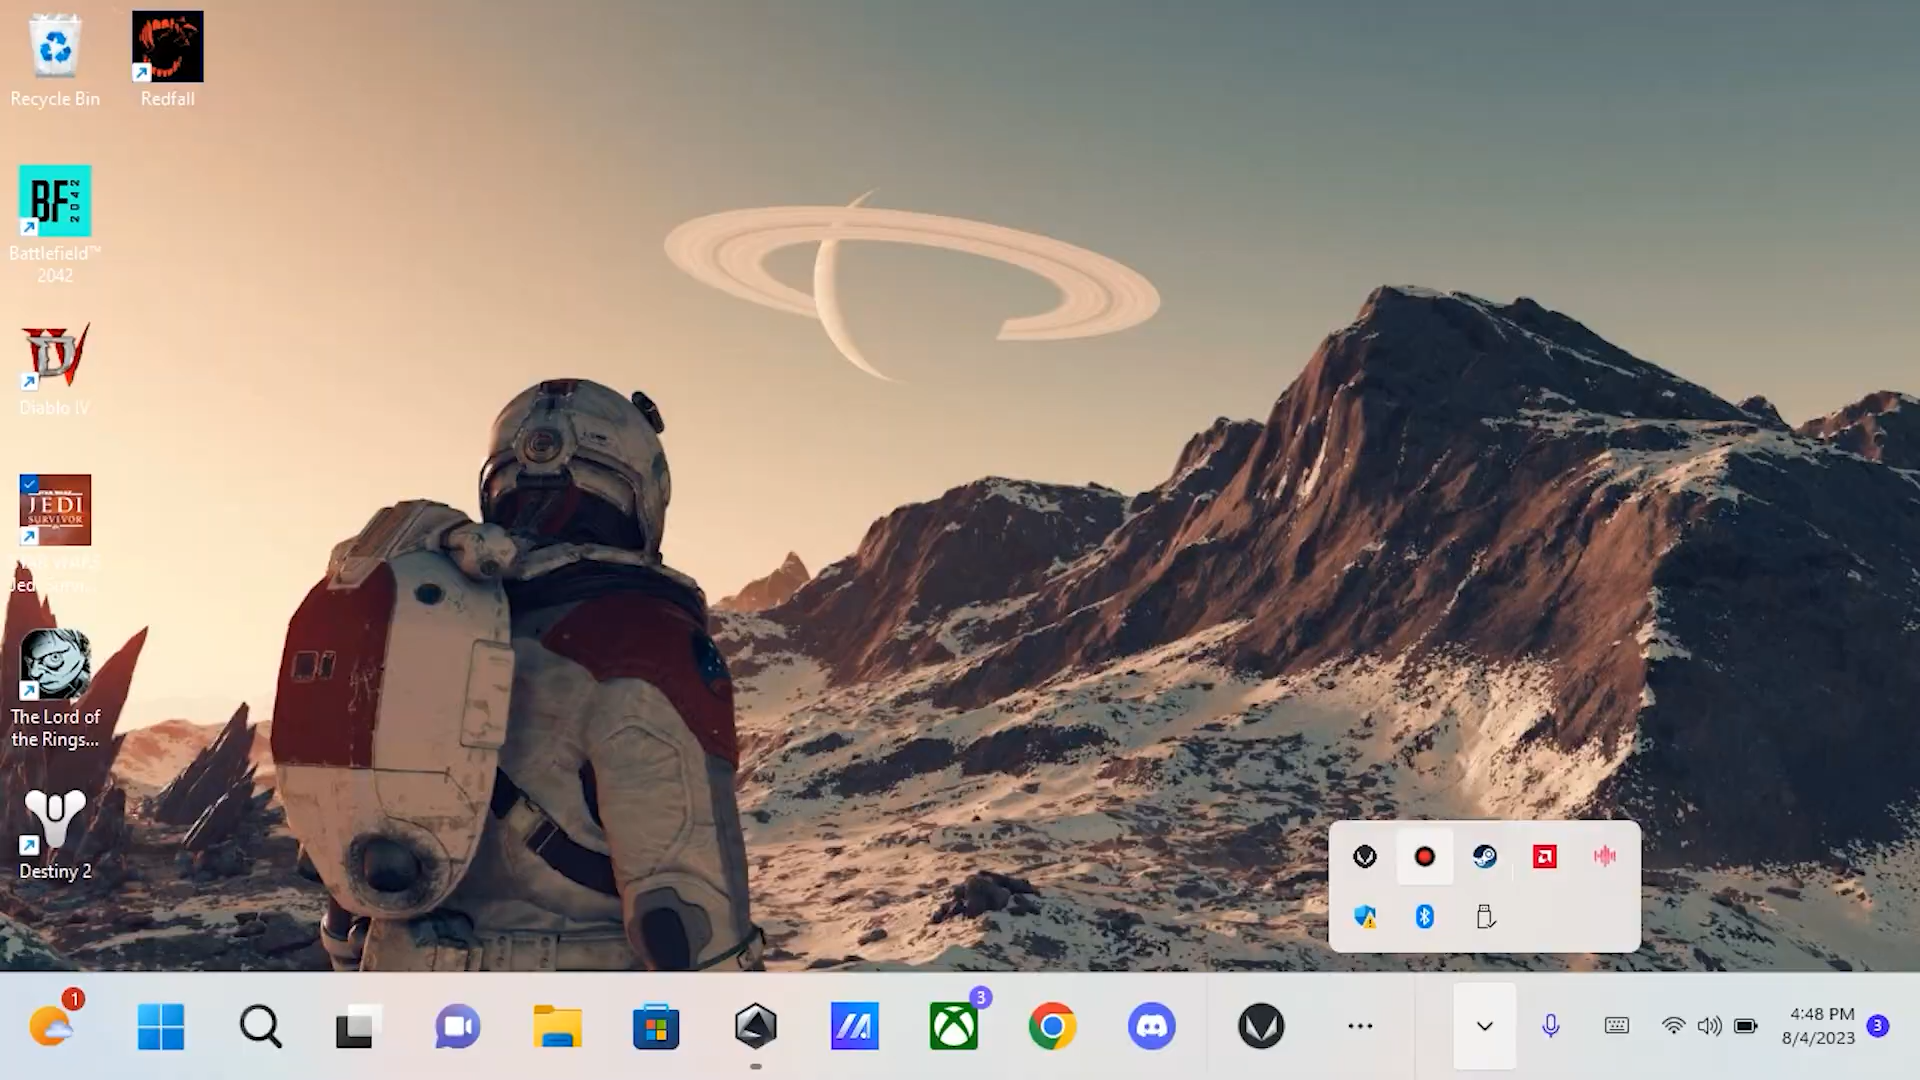 Recycle Bin
Redfall
BF
2042
Battlefield™
2042
Diablo IV
JEDI
SURVIVOR
The Lord of
the Rings...
Destiny 2
1
3
4:48 PM
8/4/2023
3